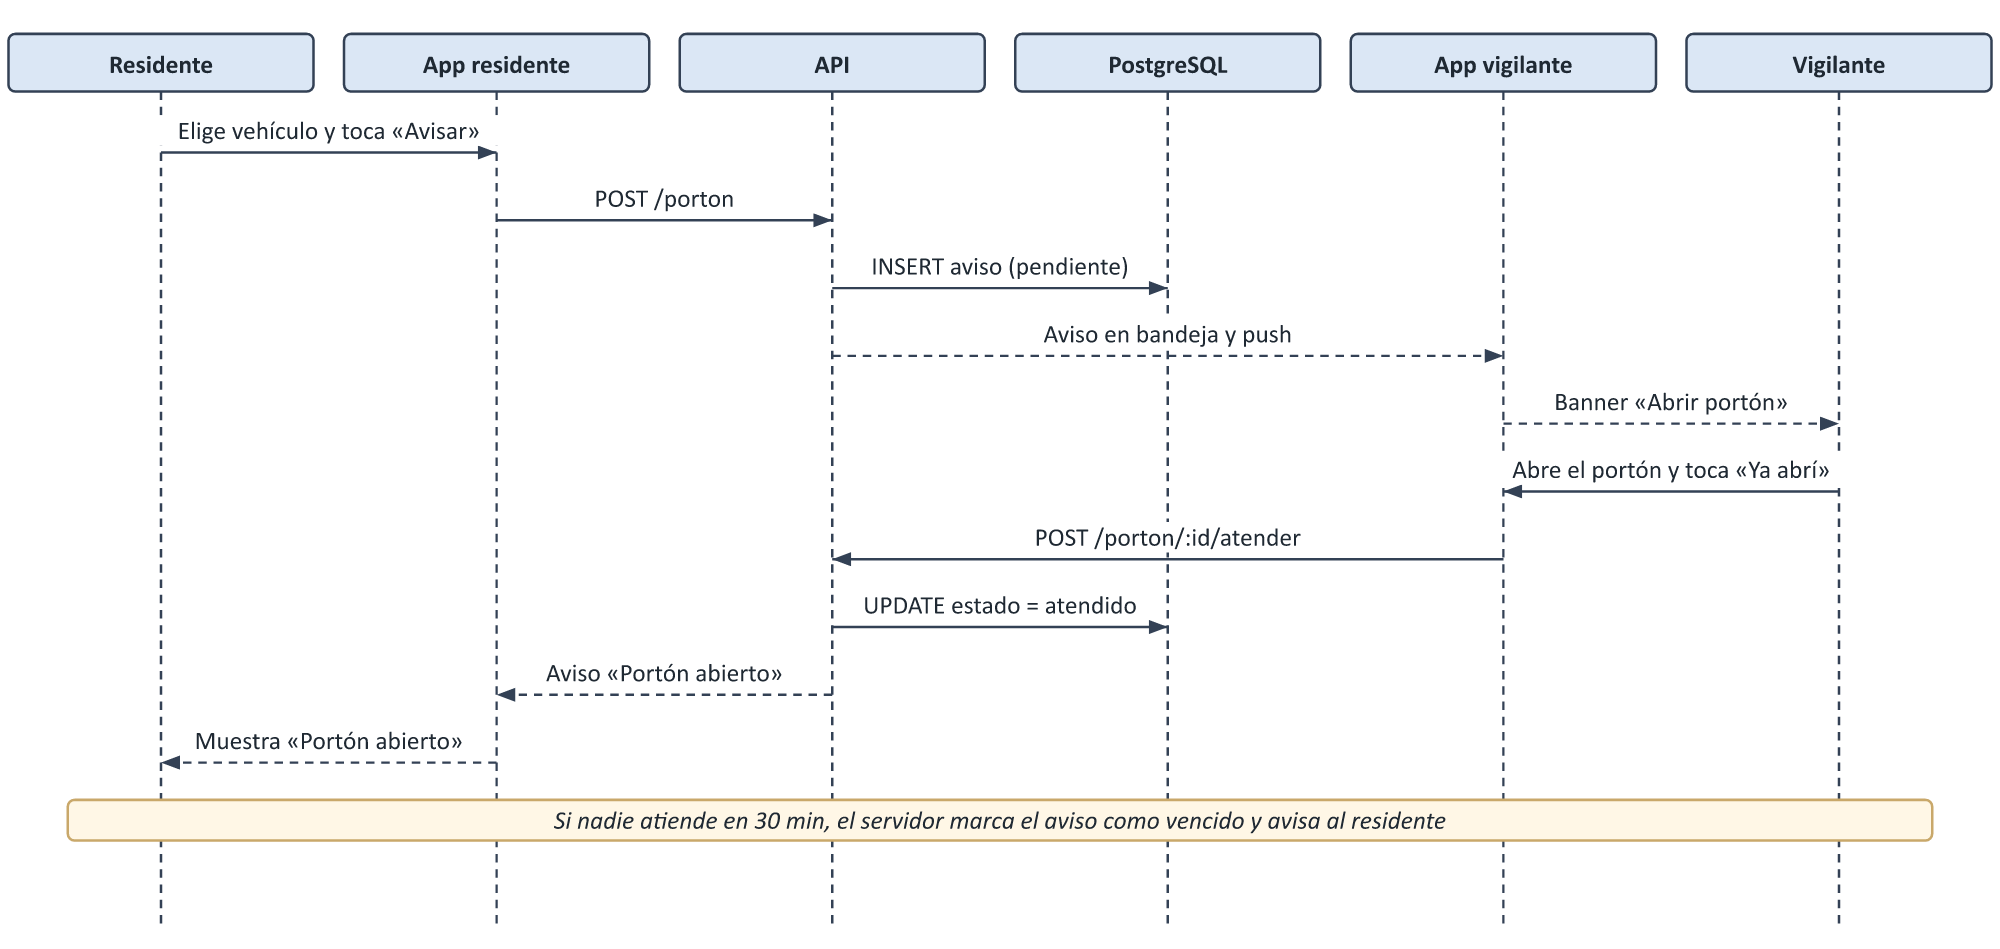 Residente
App residente
API
PostgreSQL
App vigilante
Vigilante
Elige vehículo y toca «Avisar»
POST /porton
INSERT aviso (pendiente)
Aviso en bandeja y push
Banner «Abrir portón»
Abre el portón y toca «Ya abrí»
POST /porton/:id/atender
UPDATE estado = atendido
Aviso «Portón abierto»
Muestra «Portón abierto»
Si nadie atiende en 30 min, el servidor marca el aviso como vencido y avisa al residente